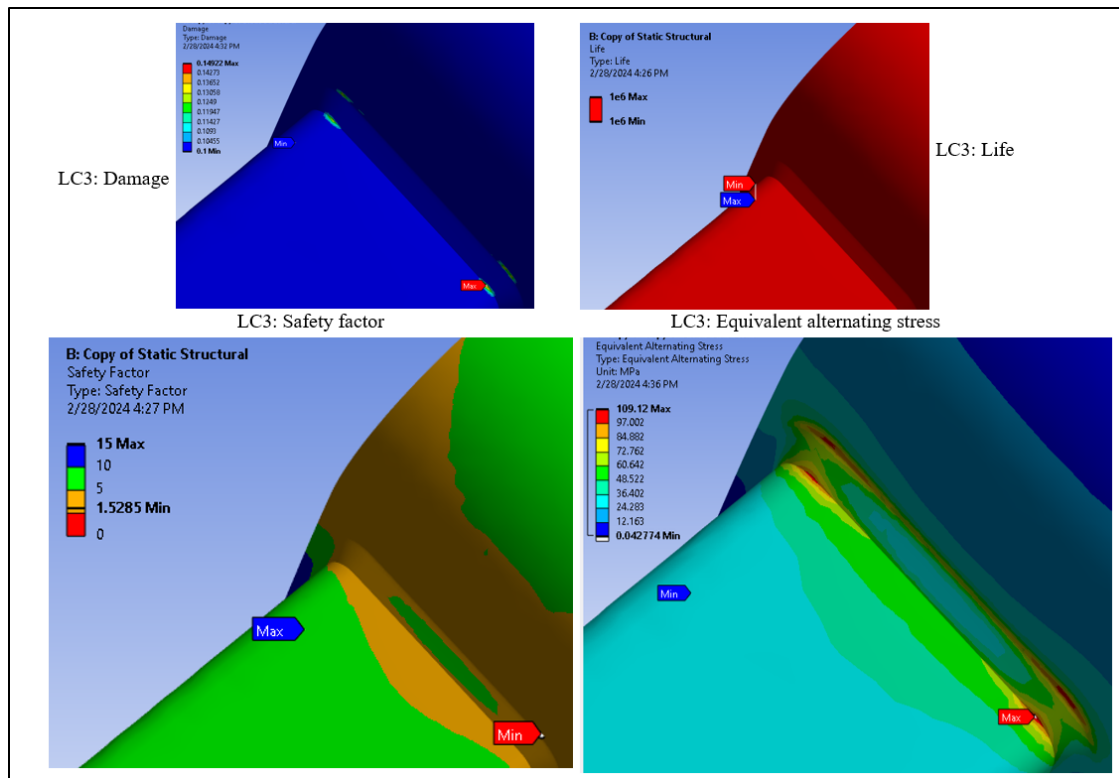 Damage
Type: Damage
2/28/2024 4:32 PM
0.14922 Max
0.14273
0.13652
0.13058
0.1249
0.11947
0.11427
0.1093
0.10455
0.1 Min
Min
Max
LC3: Damage
B: Copy of Static Structural
Life
Type: Life
2/28/2024 4:26 PM
1e6 Max
1e6 Min
Min
Max
LC3: Life
LC3: Safety factor
LC3: Equivalent alternating stress
B: Copy of Static Structural
Safety Factor
Type: Safety Factor
2/28/2024 4:27 PM
15 Max
10
5
1.5285 Min
0
Max
Min
Equivalent Alternating Stress
Type: Equivalent Alternating Stress
Unit: MPa
2/28/2024 4:36 PM
109.12 Max
97.002
84.882
72.762
60.642
48.522
36.402
24.283
12.163
0.042774 Min
Min
Max